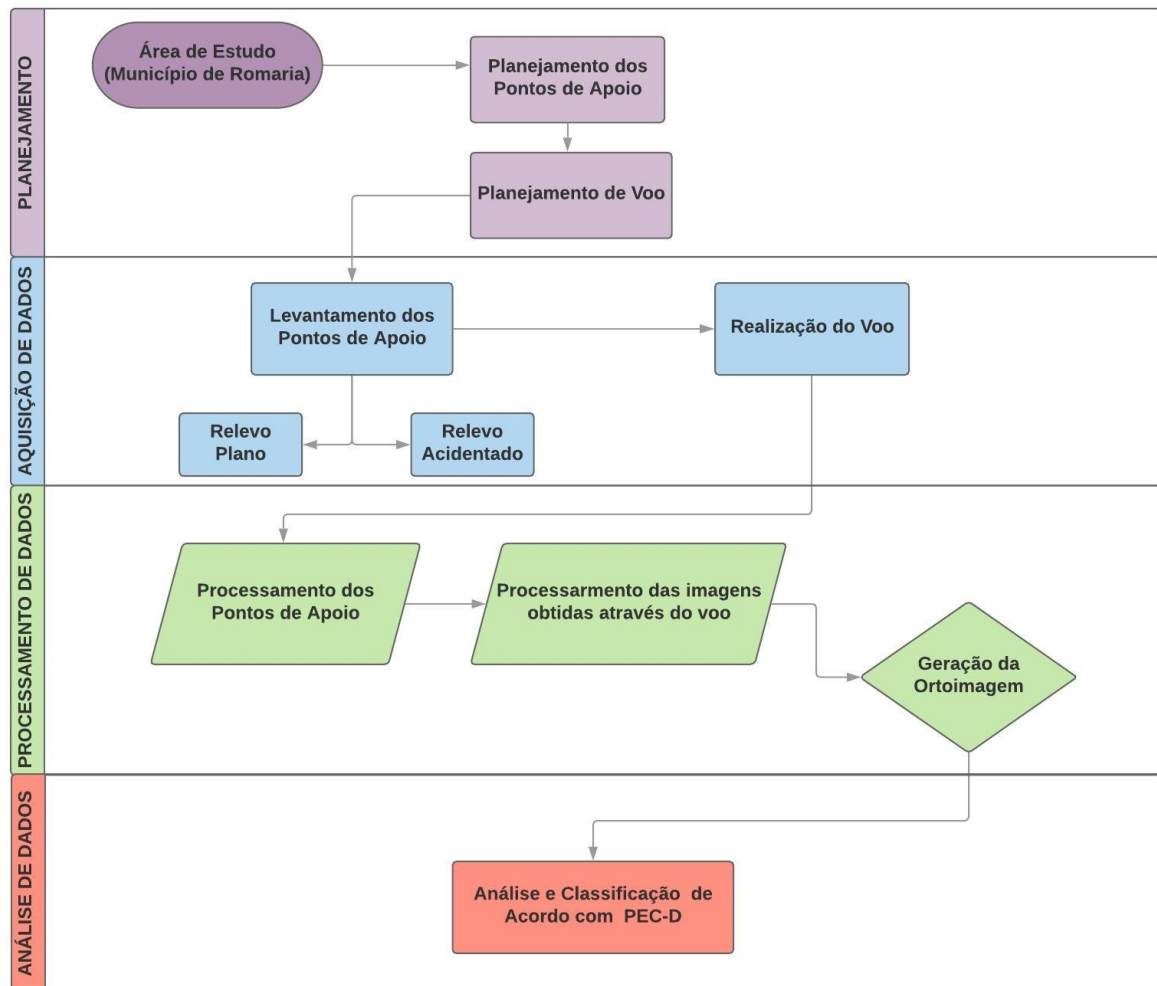 PLANEJAMENTO
Área de Estudo
(Município de Romaria)
Planejamento dos
Pontos de Apoio
Planejamento de Voo
AQUISIÇÃO DE DADOS
Levantamento dos
Pontos de Apoio
Realização do Voo
Relevo
Plano
Relevo
Acidentado
PROCESSAMENTO DE DADOS
Processamento dos
Pontos de Apoio
Processarmento das imagens
obtidas através do voo
Geração da
Ortoimagem
ANÁLISE DE DADOS
Análise e Classificação de
Acordo com PEC-D